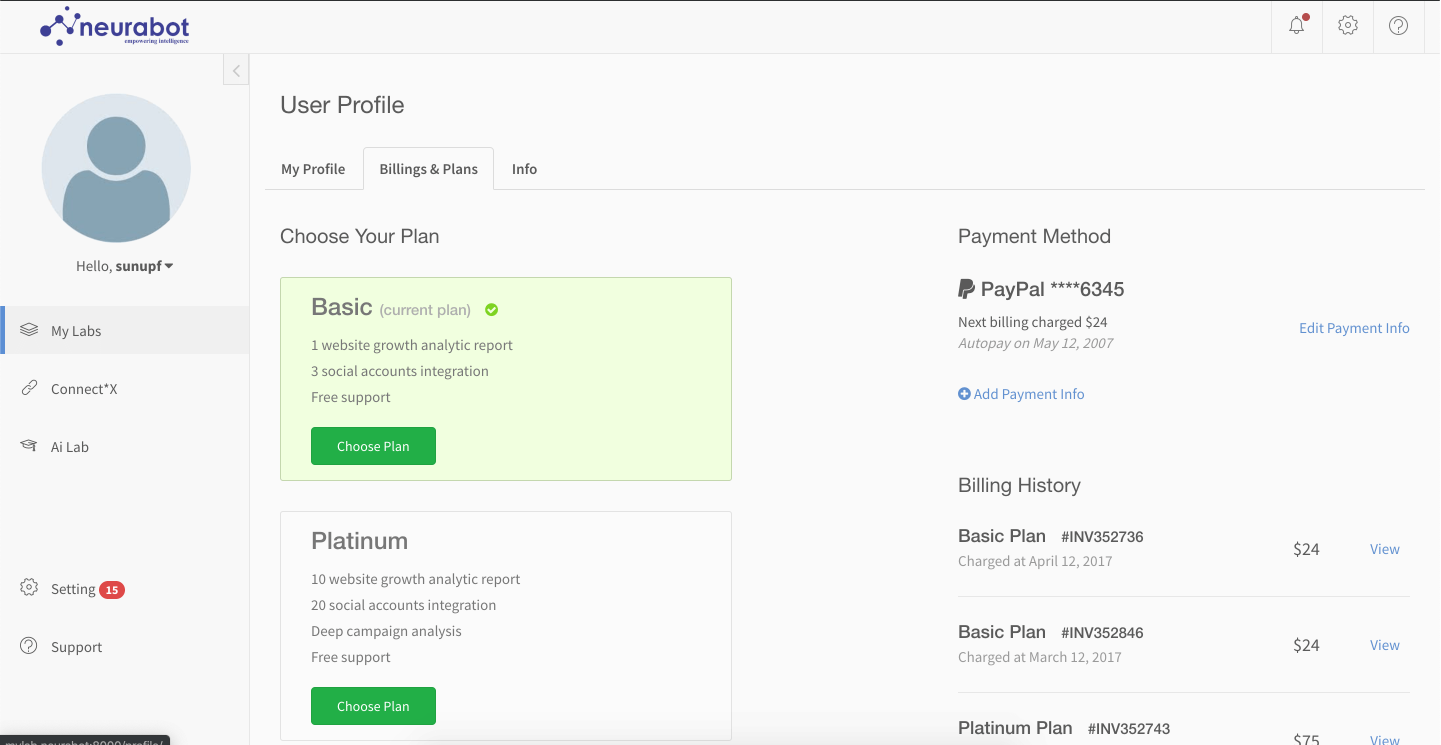 neurabot
empowering intelligence
Hello, sunupf
My Labs
Connect*X
Ai Lab
Setting 15
Support
User Profile
My Profile
Billings & Plans
Info
Choose Your Plan
Basic (current plan)
1 website growth analytic report
3 social accounts integration
Free support
Choose Plan
Platinum
10 website growth analytic report
20 social accounts integration
Deep campaign analysis
Free support
Choose Plan
Payment Method
PayPal ****6345
Next billing charged $24
Autopay on May 12, 2007
Edit Payment Info
Add Payment Info
Billing History
Basic Plan #INV352736
Charged at April 12, 2017
$24
View
Basic Plan #INV352846
Charged at March 12, 2017
$24
View
Platinum Plan #INV352743
$75
View